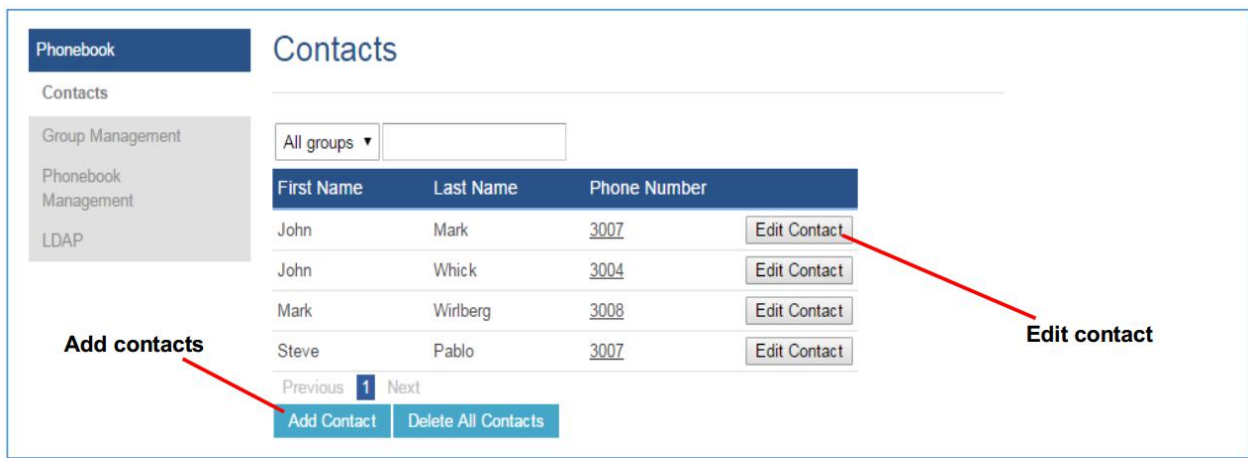 Phonebook
Contacts
Group Management
Phonebook
Management
LDAP
Contacts
All groups
First Name Last Name Phone Number
John Mark 3007 Edit Contact
John Whick 3004 Edit Contact
Mark Wirlberg 3008 Edit Contact
Steve Pablo 3007 Edit Contact
Previous 1 Next
Add Contact Delete All Contacts
Add contacts
Edit contact